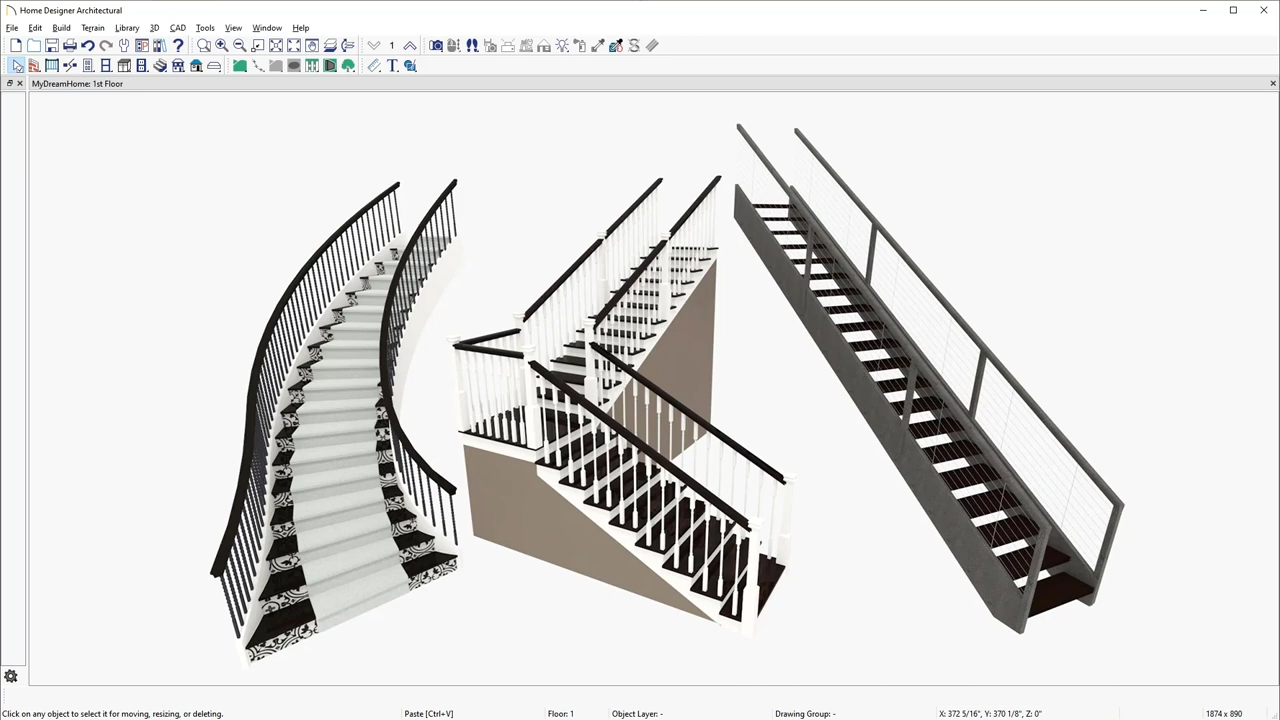 Home Designer Architectural
File Edit Build Terrain Library 3D CAD Tools View Window Help
1
T
MyDreamHome: 1st Floor
Click on any object to select it for moving, resizing, or deleting. Paste [Ctrl+V] Floor: 1 Object Layer: - Drawing Group: - X: 372 5/16", Y: 370 1/8", Z: 0" 1874 x 890